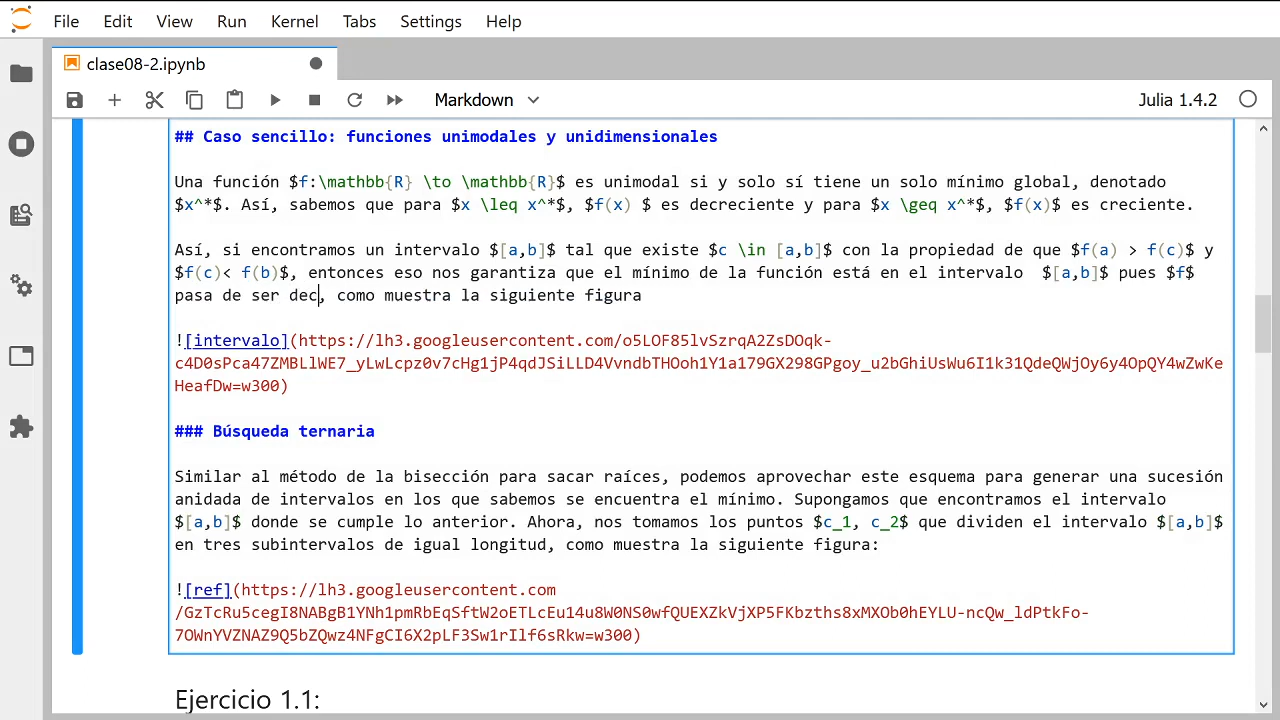 File Edit View Run Kernel Tabs Settings Help
clase08-2.ipynb
Markdown Julia 1.4.2
## Caso sencillo: funciones unimodales y unidimensionales
Una función $f:\mathbb{R} \to \mathbb{R}$ es unimodal si y solo sí tiene un solo mínimo global, denotado
$x^*$. Así, sabemos que para $x \leq x^*$, $f(x) $ es decreciente y para $x \geq x^*$, $f(x)$ es creciente.
Así, si encontramos un intervalo $[a,b]$ tal que existe $c \in [a,b]$ con la propiedad de que $f(a) > f(c)$ y
$f(c)< f(b)$, entonces eso nos garantiza que el mínimo de la función está en el intervalo  $[a,b]$ pues $f$
pasa de ser dec, como muestra la siguiente figura
![intervalo](https://lh3.googleusercontent.com/o5LOF85lvSzrqA2ZsDOqk-
c4D0sPca47ZMBLlWE7_yLwLcpz0v7cHg1jP4qdJSiLLD4VvndbTHOoh1Y1a179GX298GPgoy_u2bGhiUsWu6I1k31QdeQWjOy6y4OpQY4wZwKe
HeafDw=w300)
### Búsqueda ternaria
Similar al método de la bisección para sacar raíces, podemos aprovechar este esquema para generar una sucesión
anidada de intervalos en los que sabemos se encuentra el mínimo. Supongamos que encontramos el intervalo
$[a,b]$ donde se cumple lo anterior. Ahora, nos tomamos los puntos $c_1, c_2$ que dividen el intervalo $[a,b]$
en tres subintervalos de igual longitud, como muestra la siguiente figura:
![ref](https://lh3.googleusercontent.com
/GzTcRu5cegI8NABgB1YNh1pmRbEqSftW2oETLcEu14u8W0NS0wfQUEXZkVjXP5FKbzths8xMXOb0hEYLU-ncQw_ldPtkFo-
7OWnYVZNAZ9Q5bZQwz4NFgCI6X2pLF3Sw1rIlf6sRkw=w300)
Ejercicio 1.1: